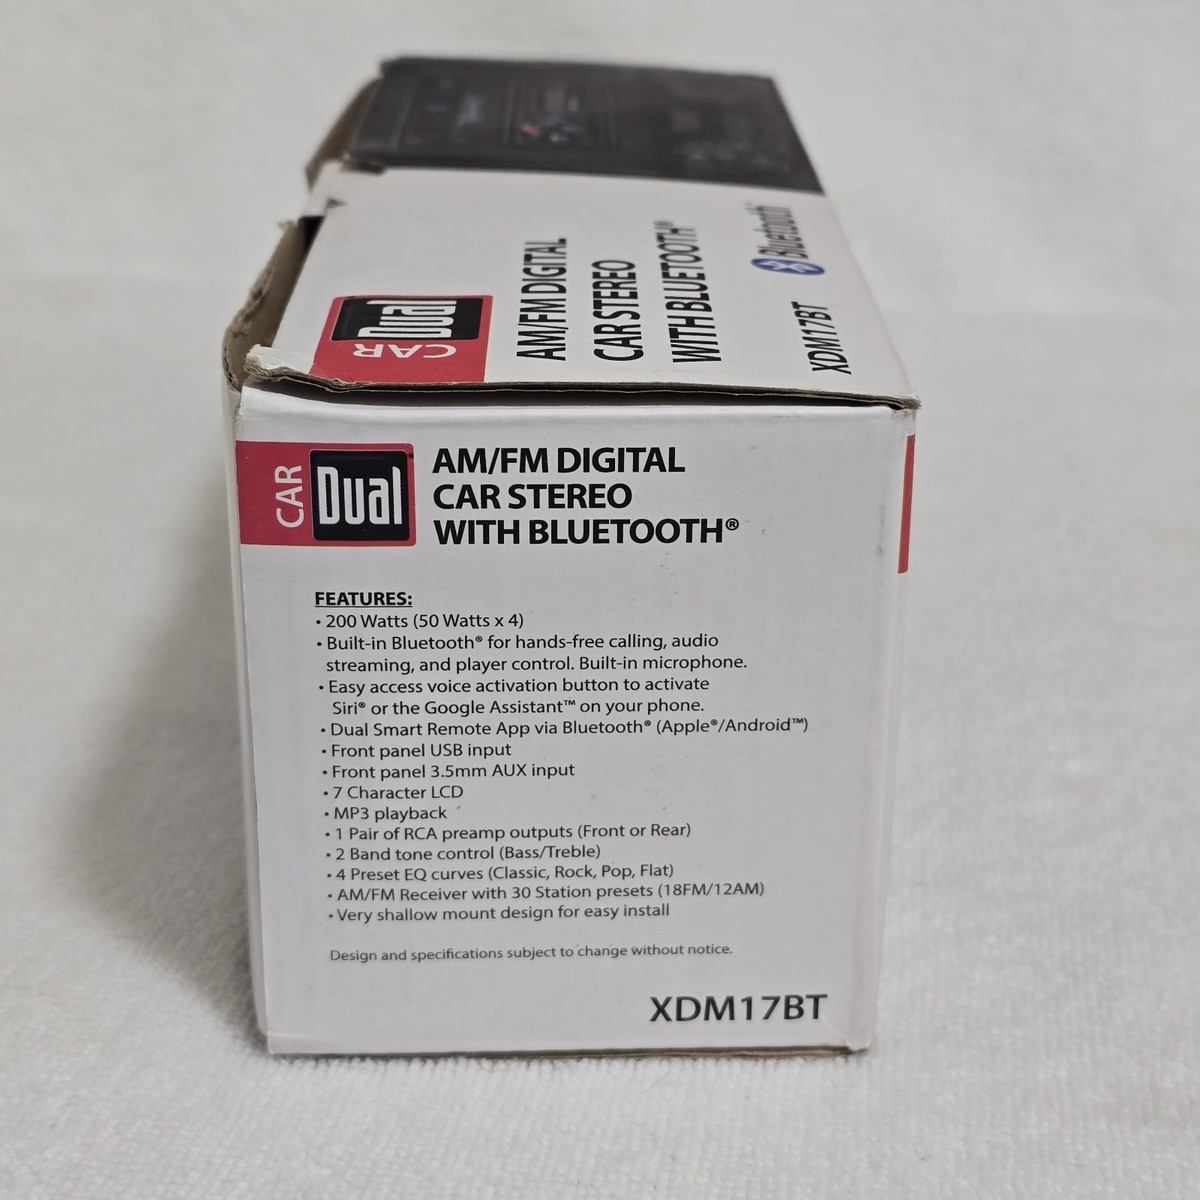 CAR Dual
AM/FM DIGITAL
CAR STEREO
WITH BLUETOOTH®
Bluetooth
XDM17BT
CAR Dual
AM/FM DIGITAL
CAR STEREO
WITH BLUETOOTH®
FEATURES:
• 200 Watts (50 Watts x 4)
• Built-in Bluetooth® for hands-free calling, audio
streaming, and player control. Built-in microphone.
• Easy access voice activation button to activate
Siri® or the Google Assistant™ on your phone.
• Dual Smart Remote App via Bluetooth® (Apple®/Android™)
• Front panel USB input
• Front panel 3.5mm AUX input
• 7 Character LCD
• MP3 playback
• 1 Pair of RCA preamp outputs (Front or Rear)
• 2 Band tone control (Bass/Treble)
• 4 Preset EQ curves (Classic, Rock, Pop, Flat)
• AM/FM Receiver with 30 Station presets (18FM/12AM)
• Very shallow mount design for easy install
Design and specifications subject to change without notice.
XDM17BT